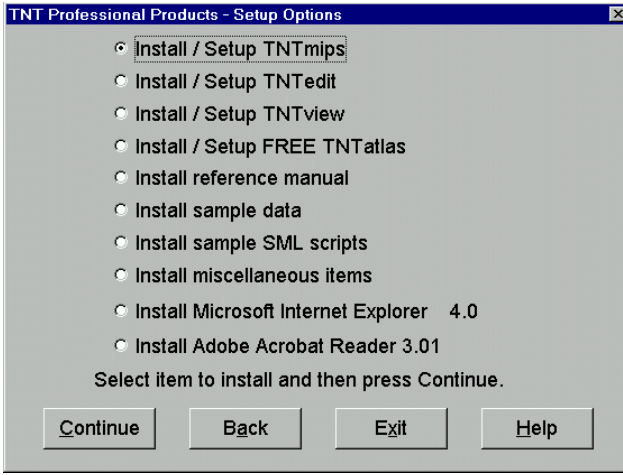 TNT Professional Products - Setup Options
Install / Setup TNTmips
Install / Setup TNTedit
Install / Setup TNTview
Install / Setup FREE TNTatlas
Install reference manual
Install sample data
Install sample SML scripts
Install miscellaneous items
Install Microsoft Internet Explorer 4.0
Install Adobe Acrobat Reader 3.01
Select item to install and then press Continue.
Continue Back Exit Help